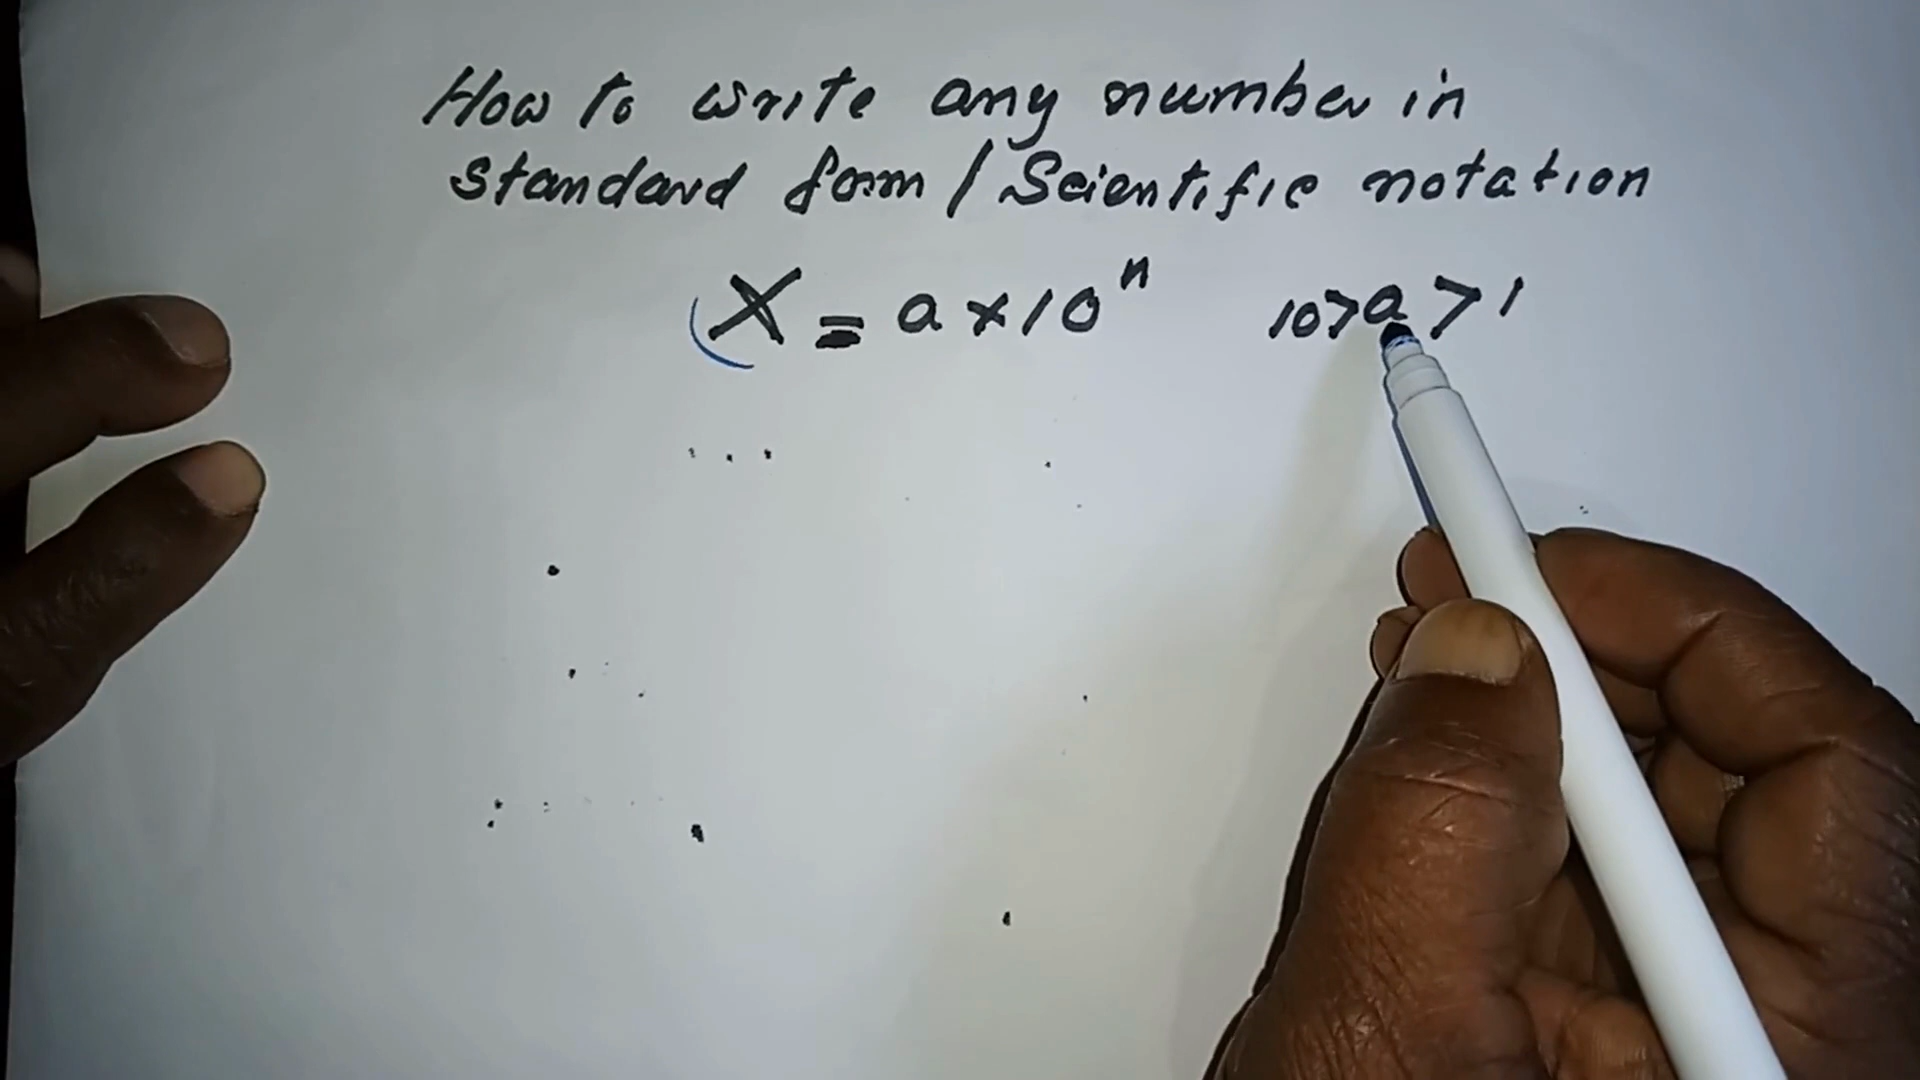 How to write any number in
standard form / Scientific notation
X = a × 10ⁿ 10 > a > 1